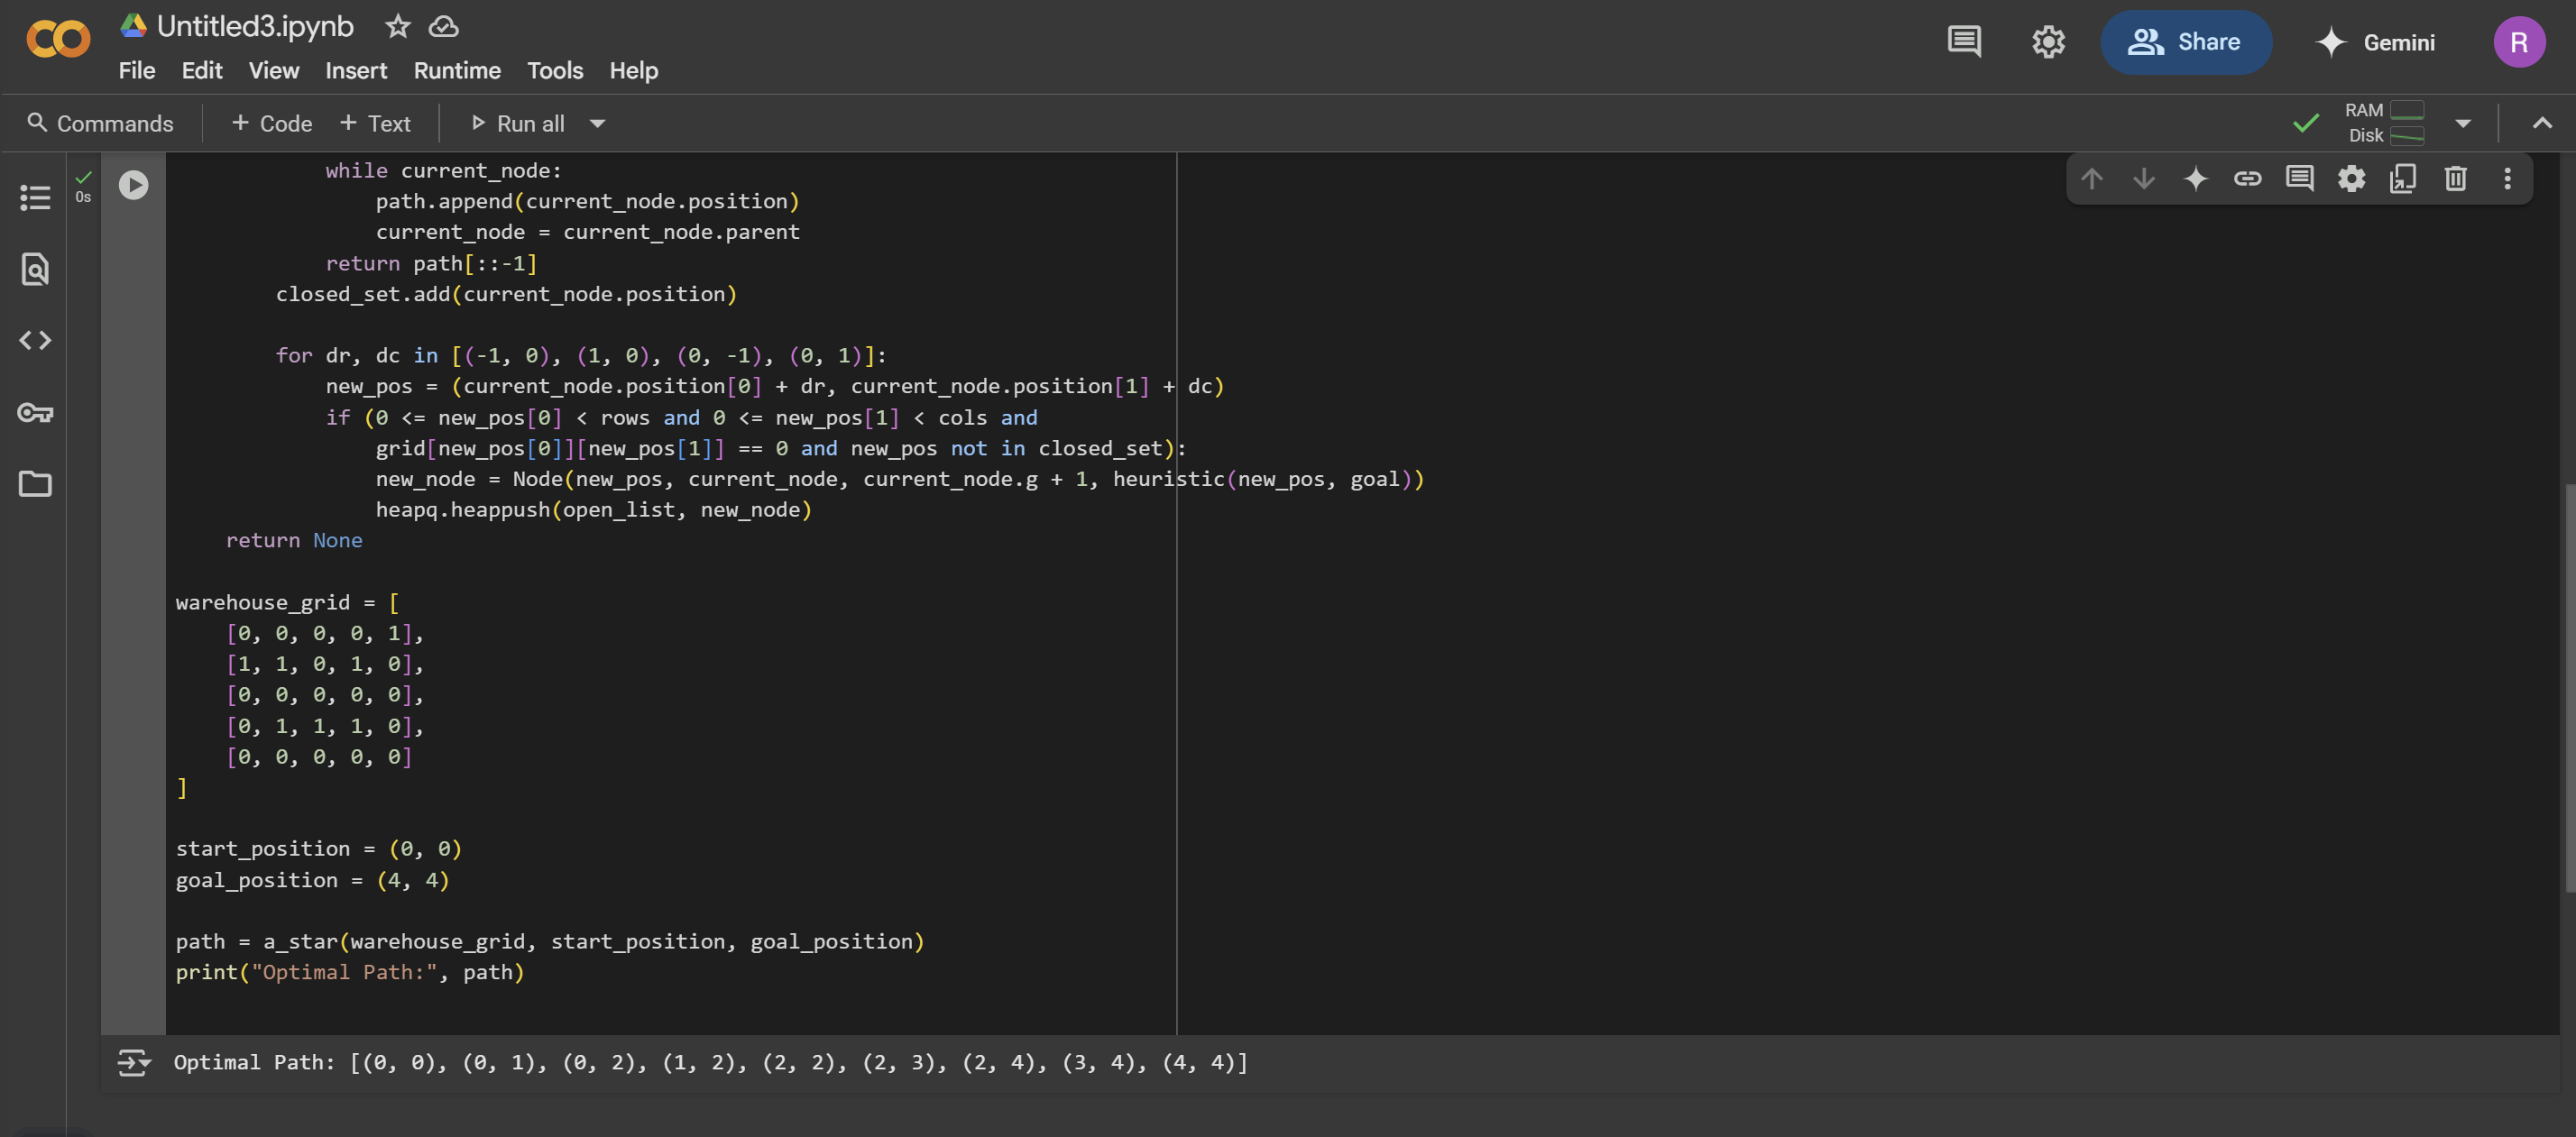 Untitled3.ipynb
File Edit View Insert Runtime Tools Help
Share
Gemini
R
Commands + Code + Text Run all
RAM
Disk
0s
            while current_node:
                path.append(current_node.position)
                current_node = current_node.parent
            return path[::-1]
        closed_set.add(current_node.position)
        for dr, dc in [(-1, 0), (1, 0), (0, -1), (0, 1)]:
            new_pos = (current_node.position[0] + dr, current_node.position[1] + dc)
            if (0 <= new_pos[0] < rows and 0 <= new_pos[1] < cols and
                grid[new_pos[0]][new_pos[1]] == 0 and new_pos not in closed_set):
                new_node = Node(new_pos, current_node, current_node.g + 1, heuristic(new_pos, goal))
                heapq.heappush(open_list, new_node)
    return None
warehouse_grid = [
    [0, 0, 0, 0, 1],
    [1, 1, 0, 1, 0],
    [0, 0, 0, 0, 0],
    [0, 1, 1, 1, 0],
    [0, 0, 0, 0, 0]
]
start_position = (0, 0)
goal_position = (4, 4)
path = a_star(warehouse_grid, start_position, goal_position)
print("Optimal Path:", path)
Optimal Path: [(0, 0), (0, 1), (0, 2), (1, 2), (2, 2), (2, 3), (2, 4), (3, 4), (4, 4)]